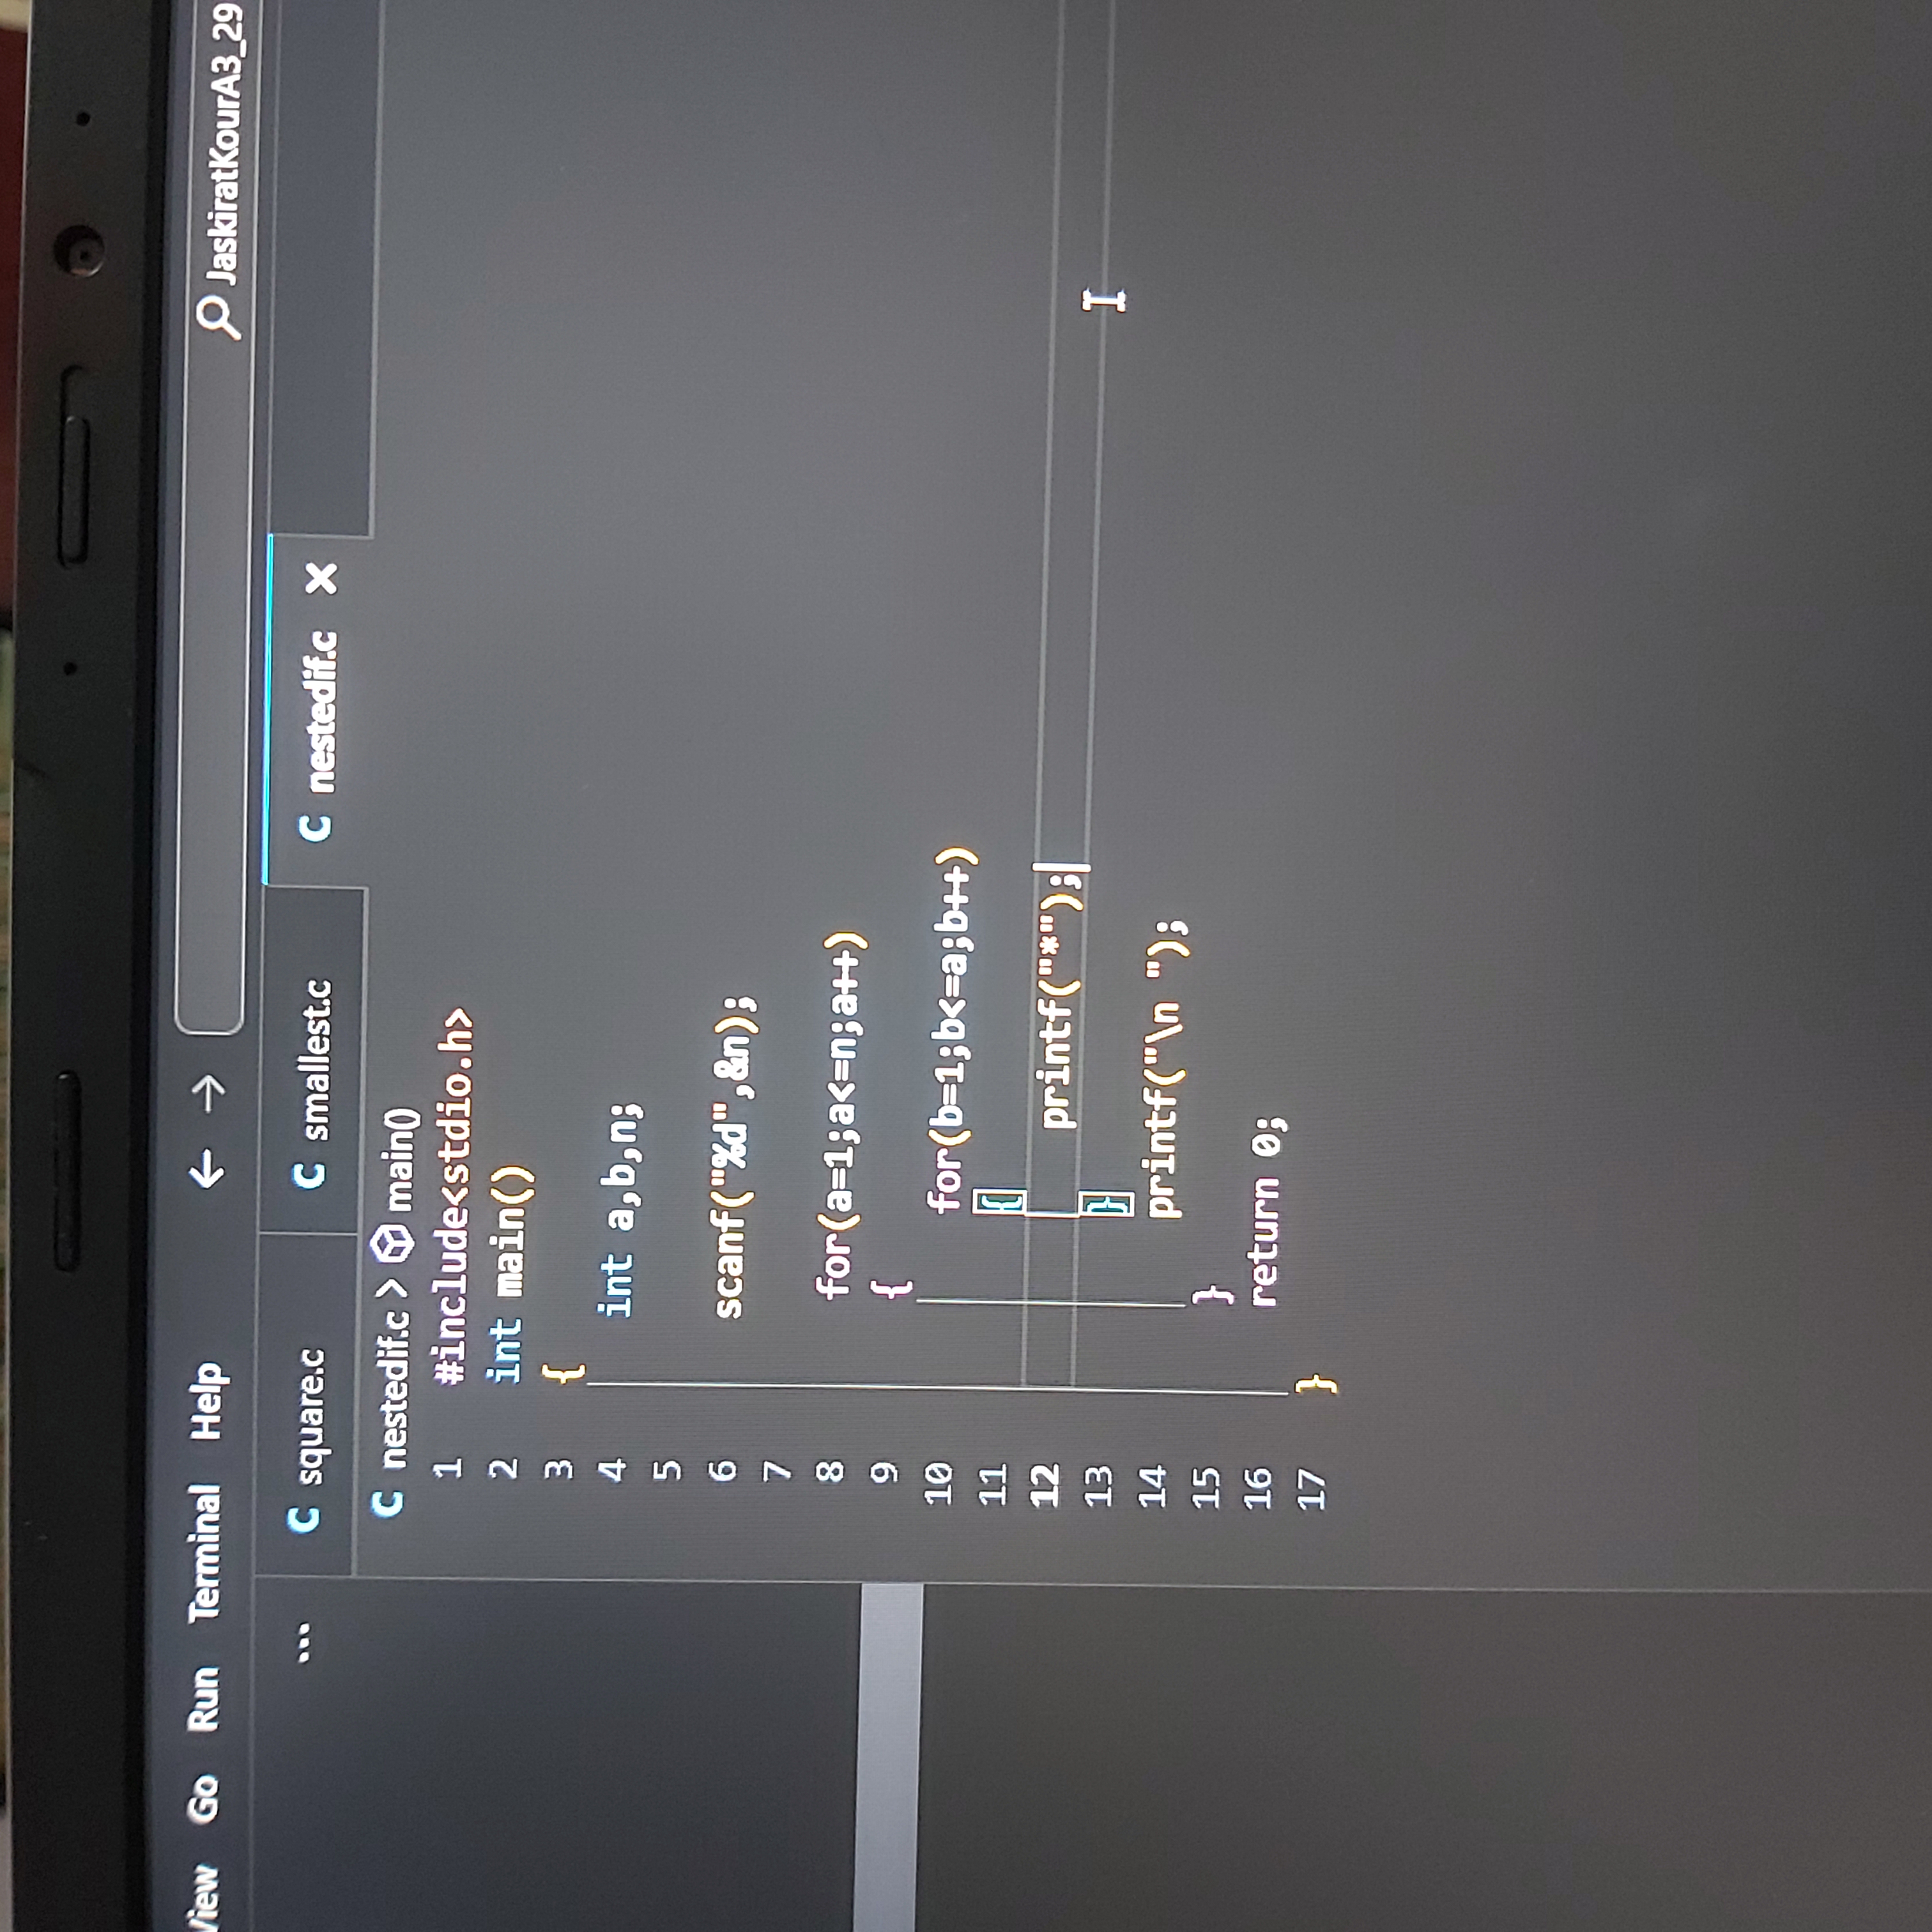 View Go Run Terminal Help JaskiratKourA3_29
square.c smallest.c nestedif.c
nestedif.c > main()
1 #include<stdio.h>
2 int main()
3 {
4 int a,b,n;
5
6 scanf("%d",&n);
7
8 for(a=1;a<=n;a++)
9 {
10 for(b=1;b<=a;b++)
11 {
12 printf("*");
13 }
14 printf("\n ");
15 }
16 return 0;
17 }